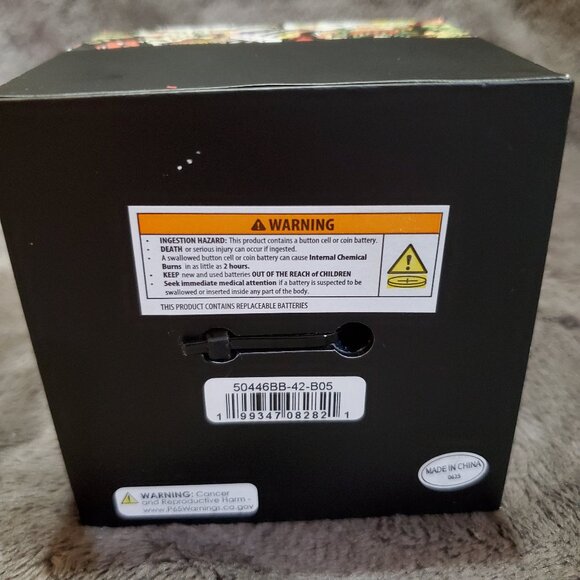 ⚠ WARNING
• INGESTION HAZARD: This product contains a button cell or coin battery.
• DEATH or serious injury can occur if ingested.
• A swallowed button cell or coin battery can cause Internal Chemical
Burns in as little as 2 hours.
• KEEP new and used batteries OUT OF THE REACH of CHILDREN
• Seek immediate medical attention if a battery is suspected to be
swallowed or inserted inside any part of the body.
THIS PRODUCT CONTAINS REPLACEABLE BATTERIES
50446BB-42-B05
1 99347 08282 1
MADE IN CHINA
0625
WARNING: Cancer
and Reproductive Harm -
www.P65Warnings.ca.gov